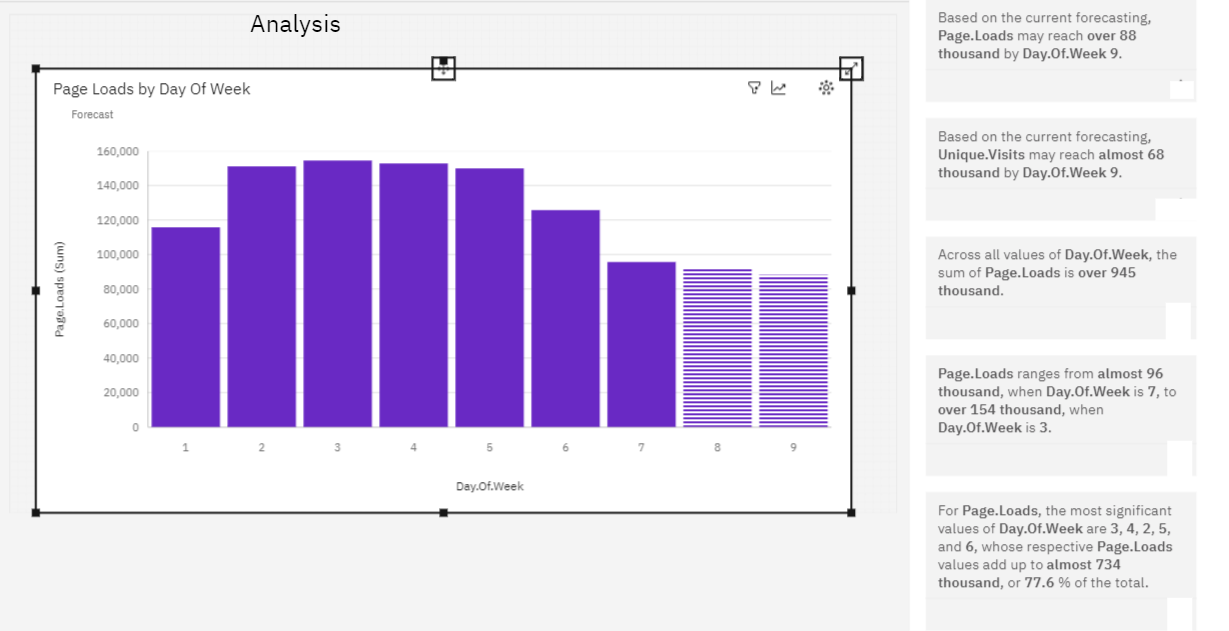 Analysis
Page Loads by Day Of Week
Forecast
160,000
140,000
120,000
100,000
80,000
60,000
40,000
20,000
0
Page.Loads (Sum)
1 2 3 4 5 6 7 8 9
Day.Of.Week
Based on the current forecasting,
Page.Loads may reach over 88
thousand by Day.Of.Week 9.
Based on the current forecasting,
Unique.Visits may reach almost 68
thousand by Day.Of.Week 9.
Across all values of Day.Of.Week, the
sum of Page.Loads is over 945
thousand.
Page.Loads ranges from almost 96
thousand, when Day.Of.Week is 7, to
over 154 thousand, when
Day.Of.Week is 3.
For Page.Loads, the most significant
values of Day.Of.Week are 3, 4, 2, 5,
and 6, whose respective Page.Loads
values add up to almost 734
thousand, or 77.6 % of the total.